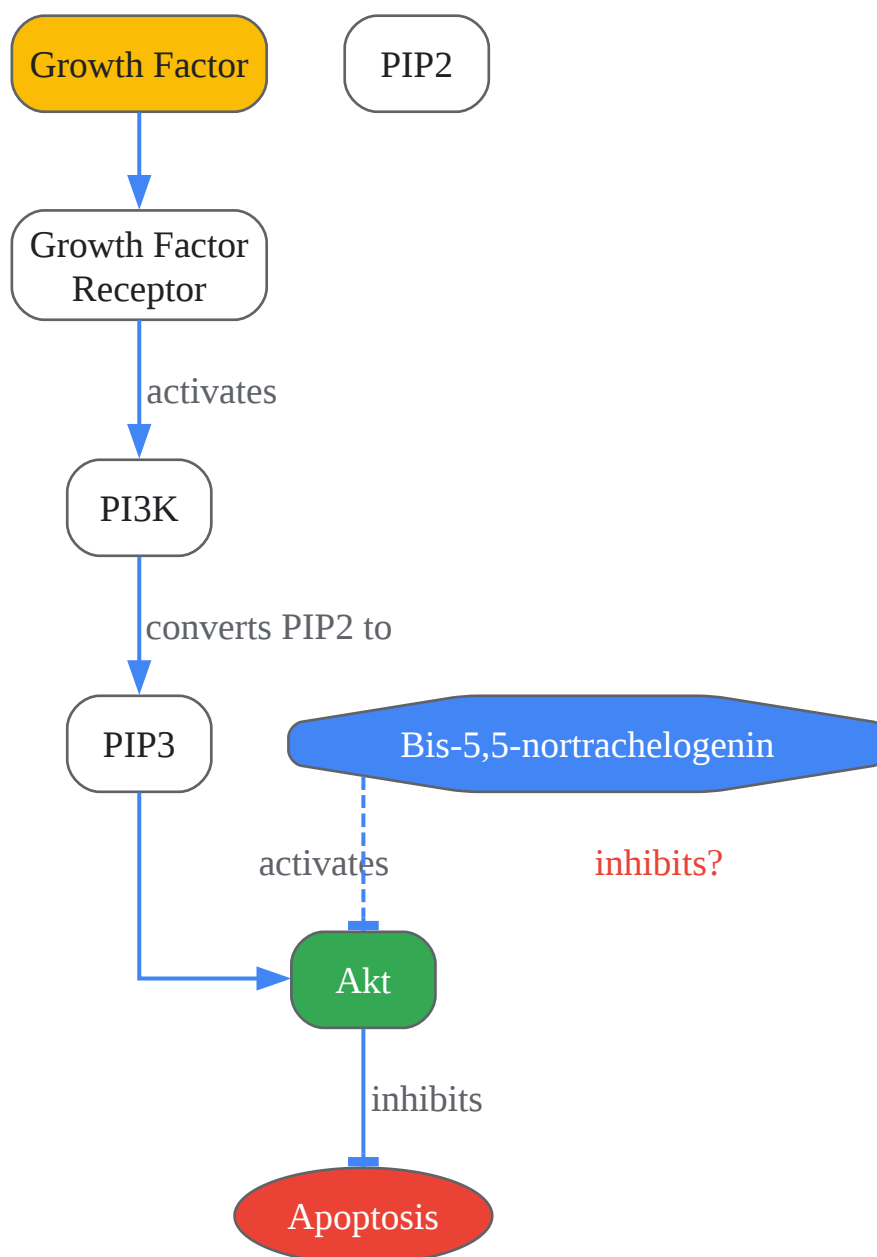 Growth Factor
PIP2
Growth Factor
Receptor
activates
PI3K
converts PIP2 to
PIP3
Bis-5,5-nortrachelogenin
activates
inhibits?
Akt
inhibits
Apoptosis